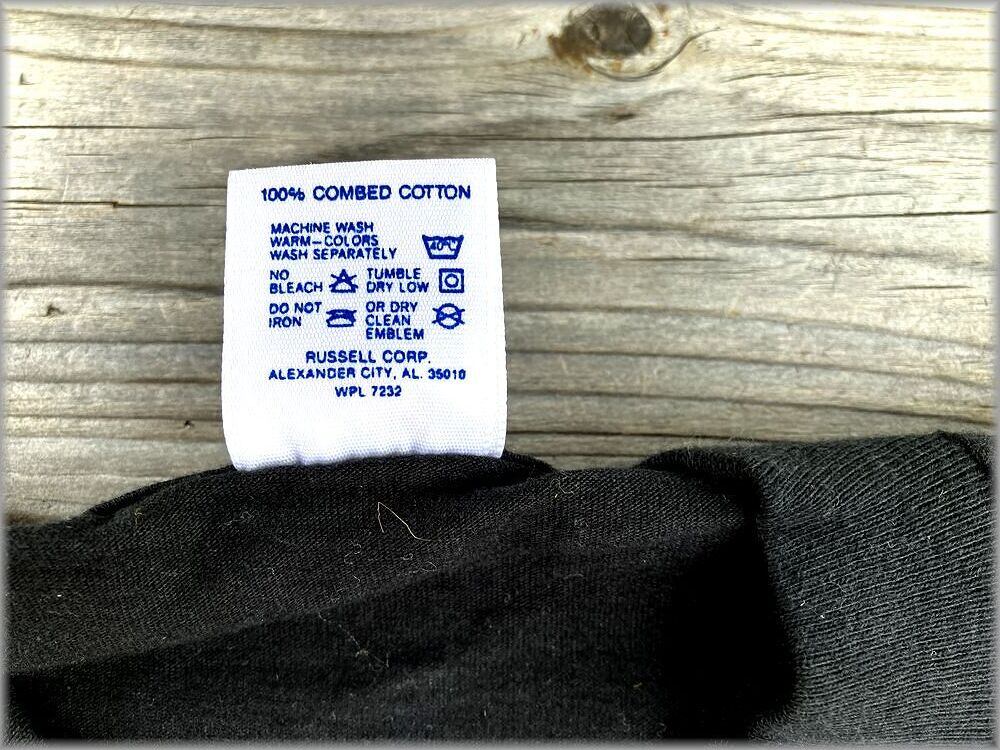 100% COMBED COTTON
MACHINE WASH
WARM—COLORS
WASH SEPARATELY
40°C
NO
BLEACH
TUMBLE
DRY LOW
DO NOT
IRON
OR DRY
CLEAN
EMBLEM
RUSSELL CORP.
ALEXANDER CITY, AL. 35010
WPL 7232